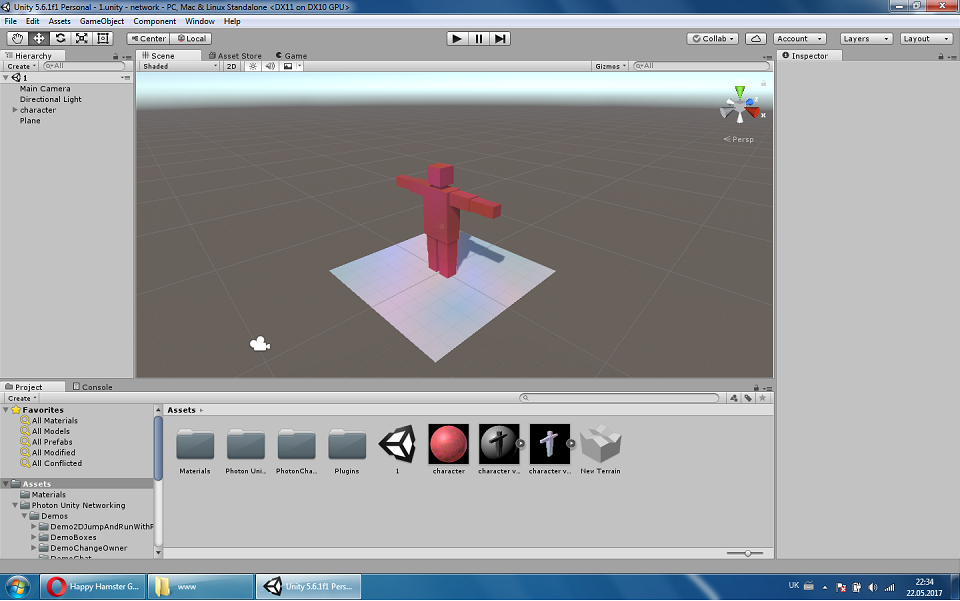 Unity 5.6.1f1 Personal - 1.unity - network - PC, Mac & Linux Standalone <DX11 on DX10 GPU>
File Edit Assets GameObject Component Window Help
Center Local Collab Account Layers Layout
Hierarchy
Create All
1
Main Camera
Directional Light
character
Plane
Scene Asset Store Game
Shaded 2D Gizmos All
x
Persp
Inspector
Project Console
Create
Favorites
All Materials
All Models
All Prefabs
All Modified
All Conflicted
Assets
Materials
Photon Unity Networking
Demos
Demo2DJumpAndRunWithP
DemoBoxes
DemoChangeOwner
DemoChat
Assets
Materials Photon Uni.. PhotonCha.. Plugins 1 character character v... character v... New Terrain
Happy Hamster G... www Unity 5.6.1f1 Pers...
UK 22:34
22.05.2017